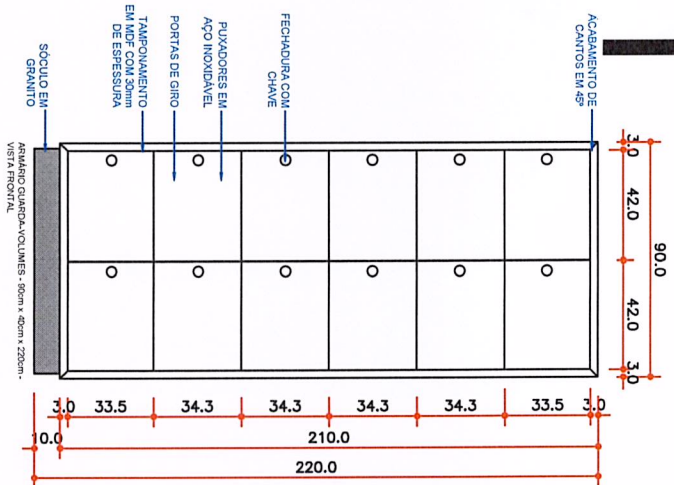 ACABAMENTO DE
CANTOS EM 45º
FECHADURA COM
CHAVE
PUXADORES EM
AÇO INOXIDÁVEL
PORTAS DE GIRO
TAMPONAMENTO
EM MDF COM 30mm
DE ESPESSURA
SÓCULO EM
GRANITO
90.0
3.0
42.0
42.0
3.0
3.0
33.5
34.3
34.3
34.3
34.3
33.5
3.0
10.0
210.0
220.0
ARMÁRIO GUARDA-VOLUMES - 90cm x 40cm x 220cm -
VISTA FRONTAL